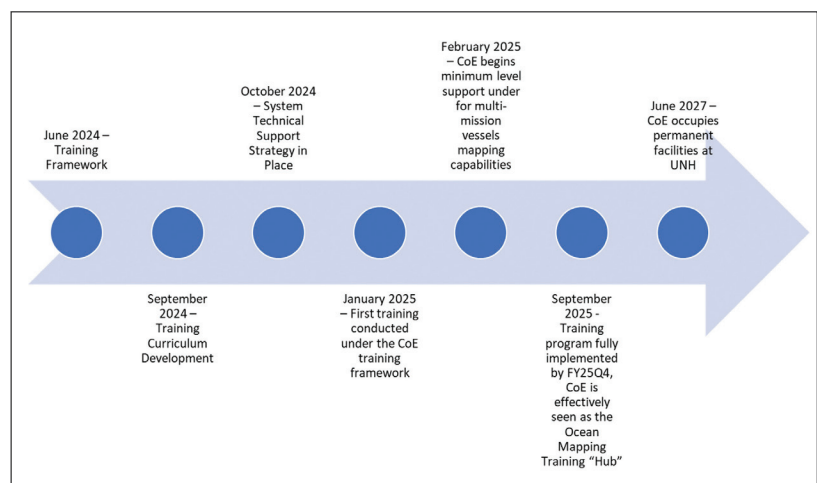 June 2024 –
Training
Framework
September
2024 –
Training
Curriculum
Development
October 2024
– System
Technical
Support
Strategy in
Place
January 2025
– First training
conducted
under the CoE
training
framework
February 2025
– CoE begins
minimum level
support under
for multi-
mission
vessels
mapping
capabilities
September
2025 -
Training
program fully
implemented
by FY25Q4,
CoE is
effectively
seen as the
Ocean
Mapping
Training “Hub”
June 2027 –
CoE occupies
permanent
facilities at
UNH